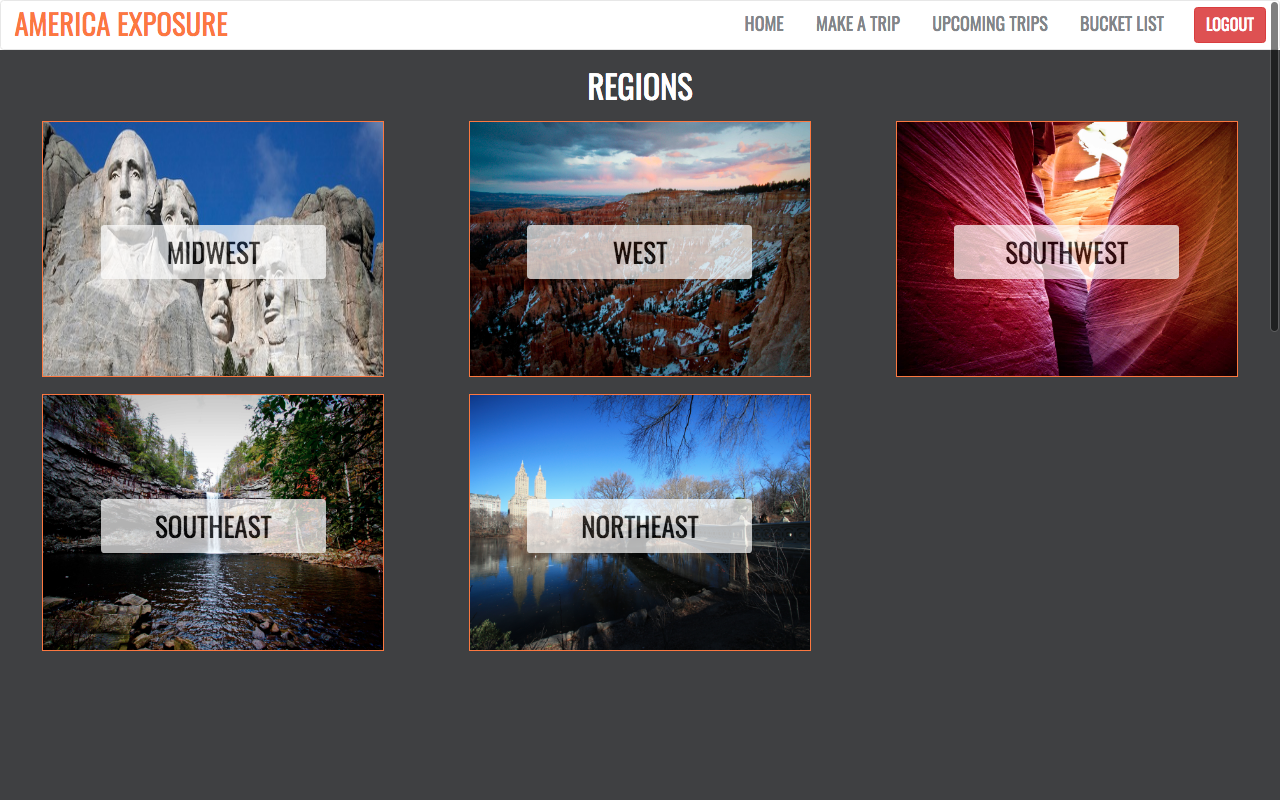 AMERICA EXPOSURE
HOME
MAKE A TRIP
UPCOMING TRIPS
BUCKET LIST
LOGOUT
REGIONS
MIDWEST
WEST
SOUTHWEST
SOUTHEAST
NORTHEAST